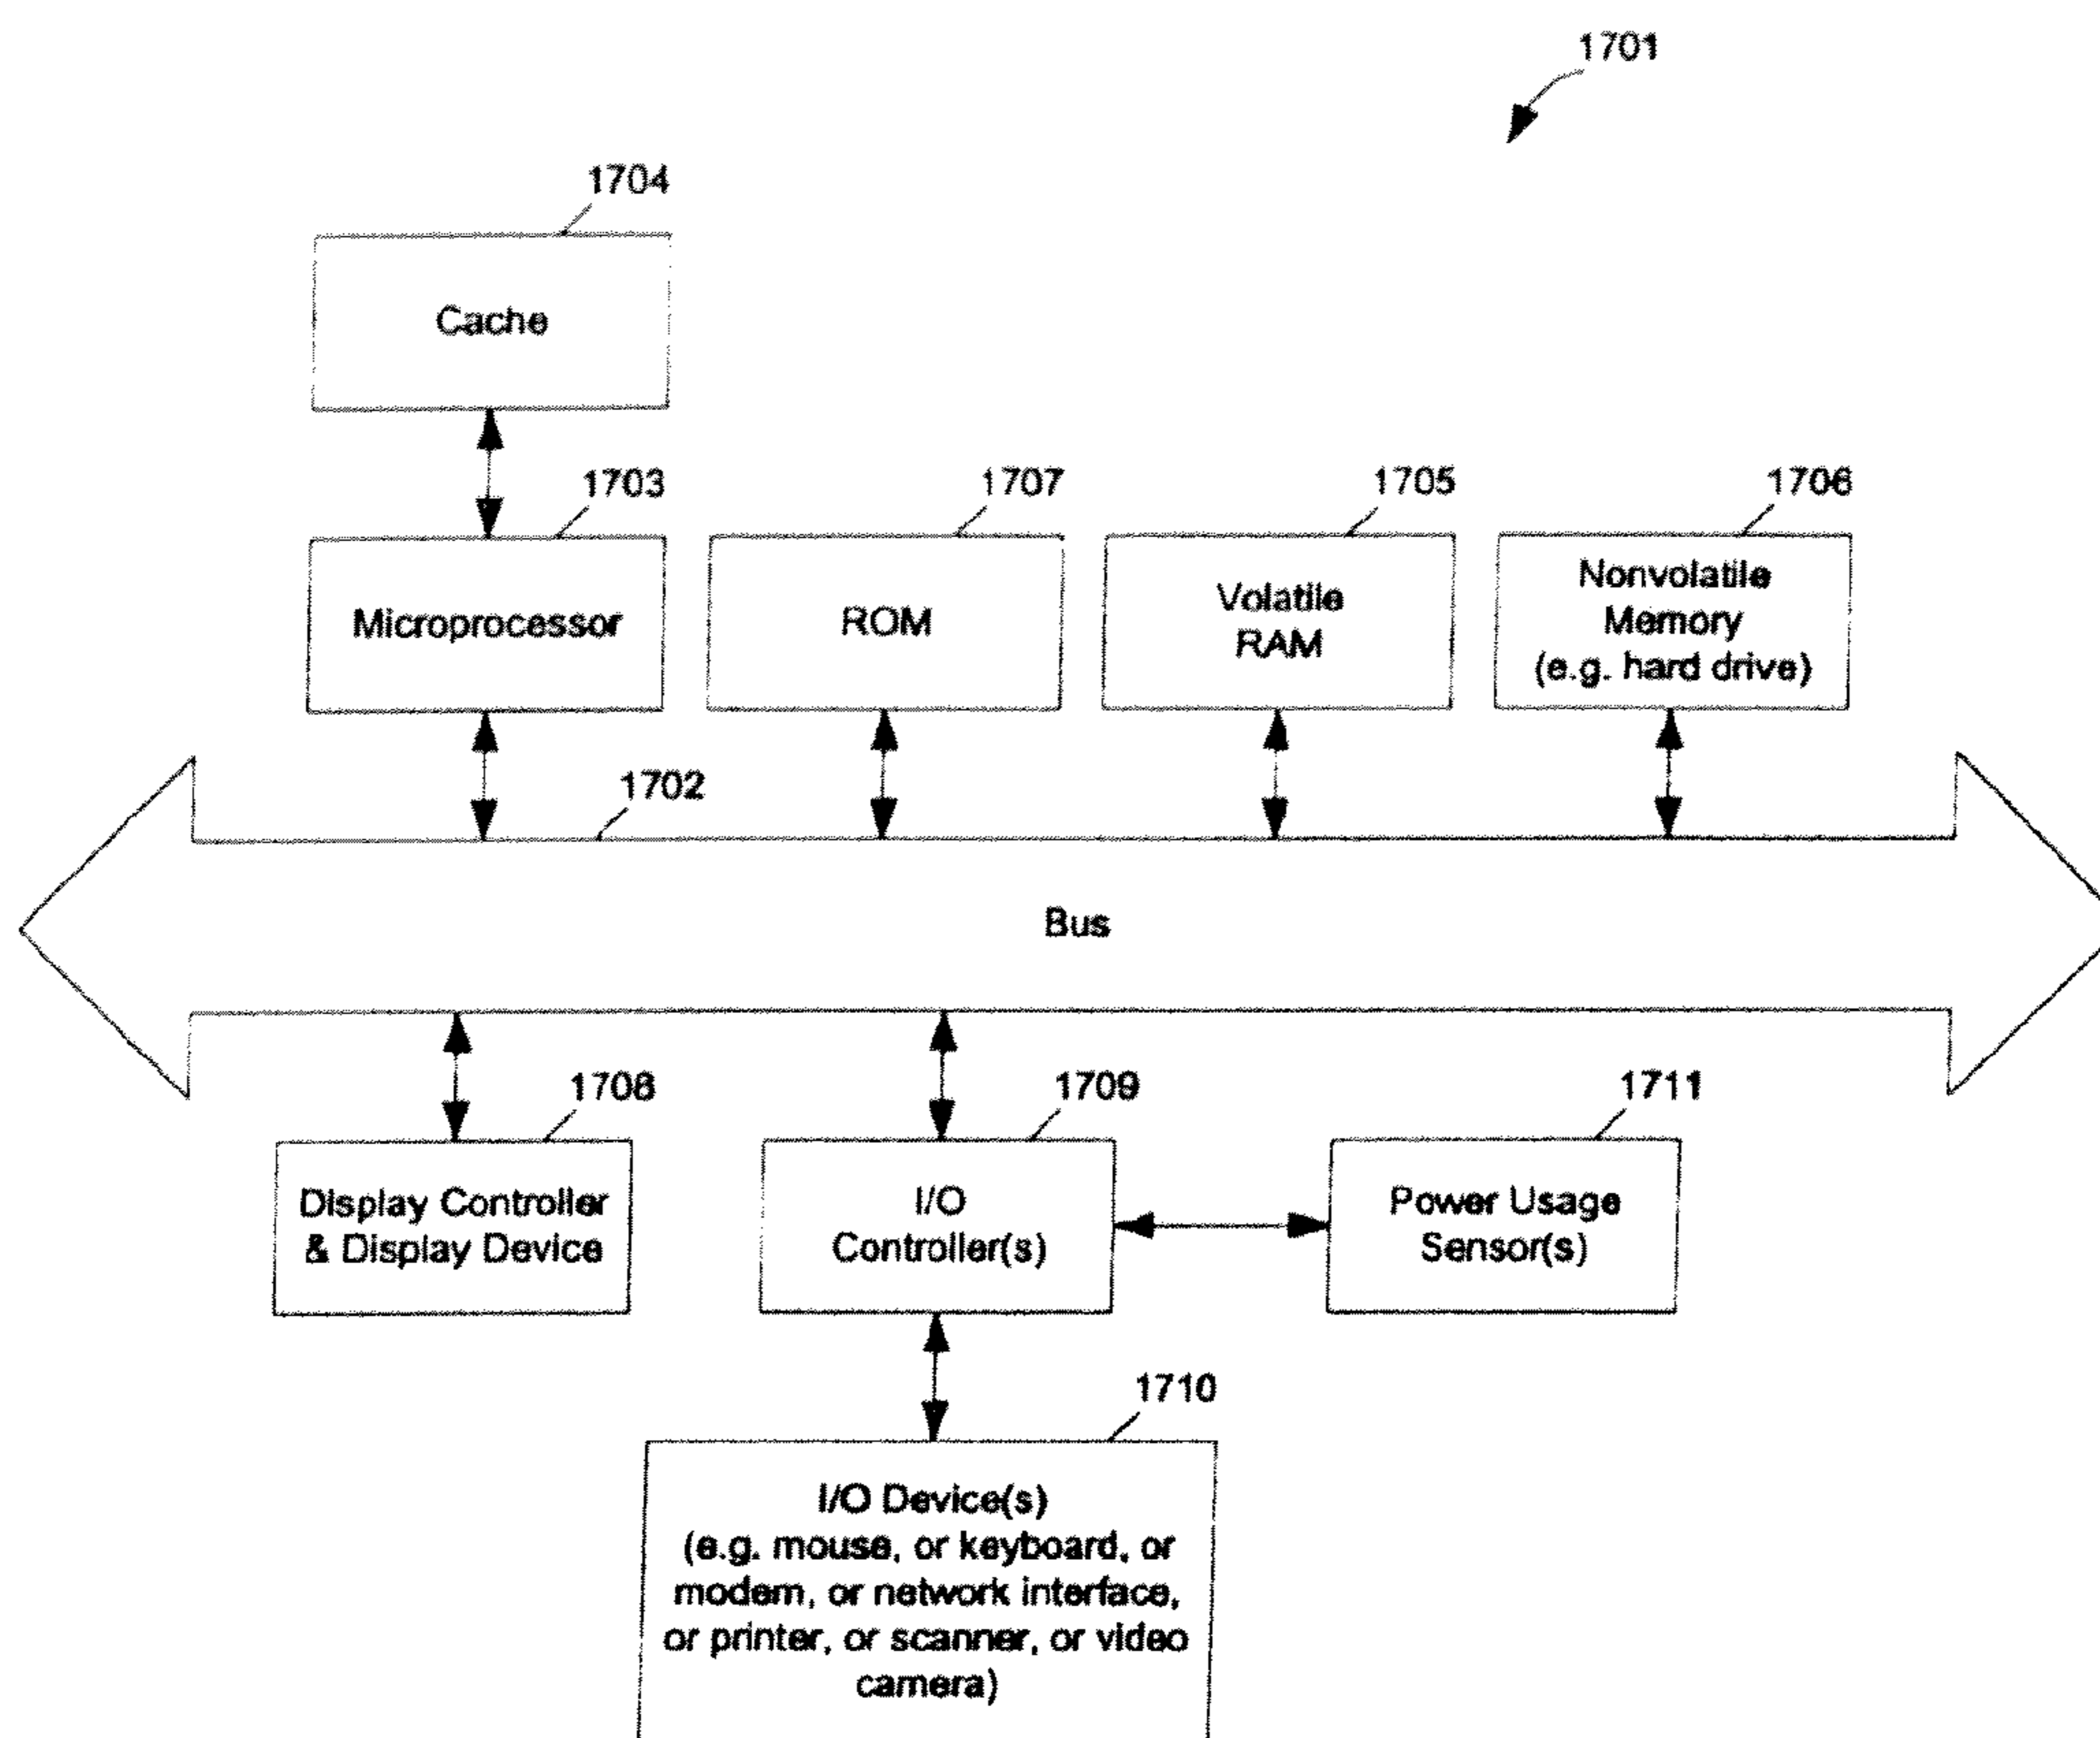 1701
1704
Cache
1703
1707
1705
1706
Microprocessor
ROM
Volatile
RAM
Nonvolatile
Memory
(e.g. hard drive)
1702
Bus
1708
1709
1711
Display Controller
& Display Device
I/O
Controller(s)
Power Usage
Sensor(s)
1710
I/O Device(s)
(e.g. mouse, or keyboard, or
modem, or network interface,
or printer, or scanner, or video
camera)